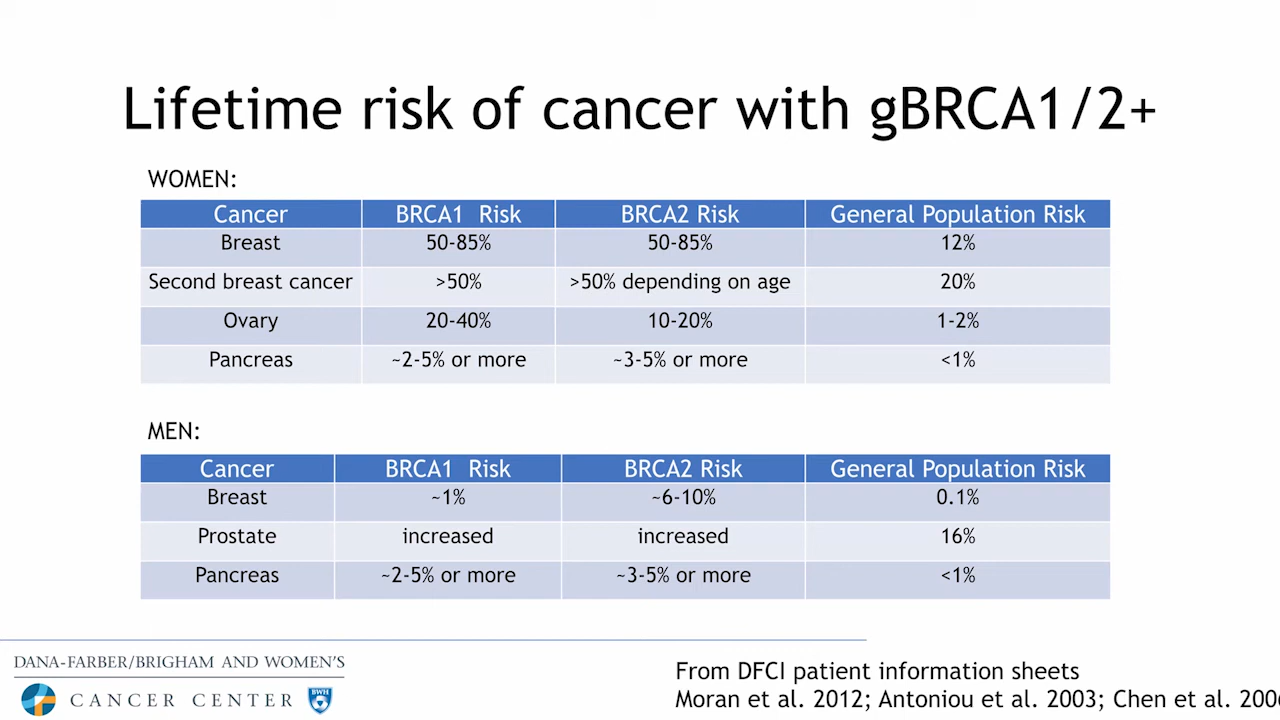 Lifetime risk of cancer with gBRCA1/2+
WOMEN:
Cancer BRCA1 Risk BRCA2 Risk General Population Risk
Breast 50-85% 50-85% 12%
Second breast cancer >50% >50% depending on age 20%
Ovary 20-40% 10-20% 1-2%
Pancreas ~2-5% or more ~3-5% or more <1%
MEN:
Cancer BRCA1 Risk BRCA2 Risk General Population Risk
Breast ~1% ~6-10% 0.1%
Prostate increased increased 16%
Pancreas ~2-5% or more ~3-5% or more <1%
DANA-FARBER/BRIGHAM AND WOMEN'S
CANCER CENTER BWH
From DFCI patient information sheets
Moran et al. 2012; Antoniou et al. 2003; Chen et al.